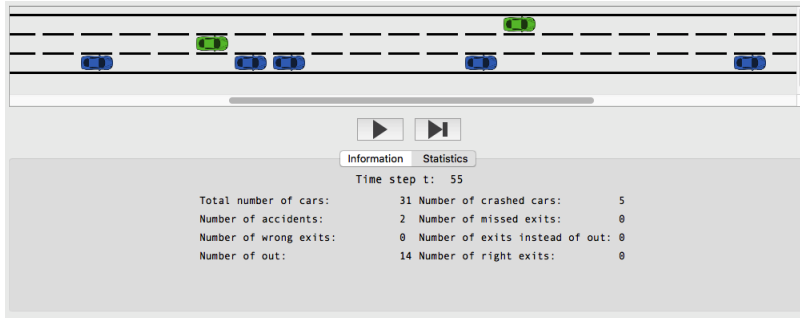 Information Statistics
Time step t: 55
Total number of cars: 31 Number of crashed cars: 5
Number of accidents: 2 Number of missed exits: 0
Number of wrong exits: 0 Number of exits instead of out: 0
Number of out: 14 Number of right exits: 0